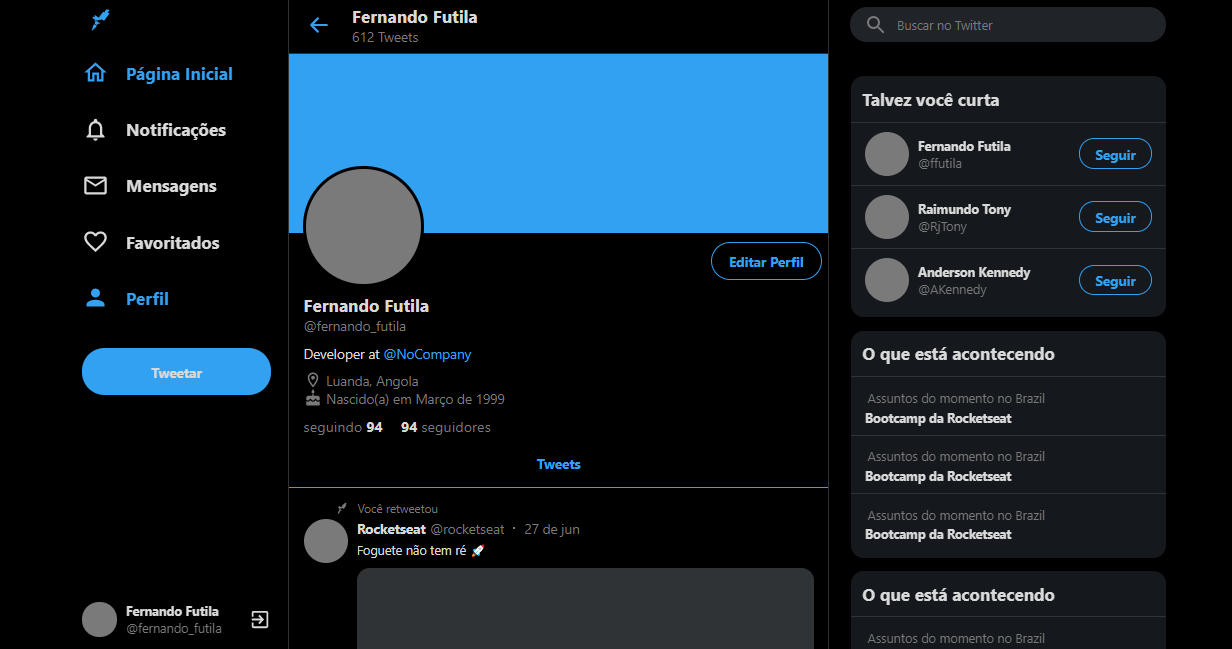 Página Inicial
Notificações
Mensagens
Favoritados
Perfil
Tweetar
Fernando Futila
@fernando_futila
Fernando Futila
612 Tweets
Editar Perfil
Fernando Futila
@fernando_futila
Developer at @NoCompany
Luanda, Angola
Nascido(a) em Março de 1999
seguindo 94 94 seguidores
Tweets
Você retweetou
Rocketseat @rocketseat · 27 de jun
Foguete não tem ré 🚀
Buscar no Twitter
Talvez você curta
Fernando Futila
@ffutila
Seguir
Raimundo Tony
@RjTony
Seguir
Anderson Kennedy
@AKennedy
Seguir
O que está acontecendo
Assuntos do momento no Brazil
Bootcamp da Rocketseat
Assuntos do momento no Brazil
Bootcamp da Rocketseat
Assuntos do momento no Brazil
Bootcamp da Rocketseat
O que está acontecendo
Assuntos do momento no Brazil